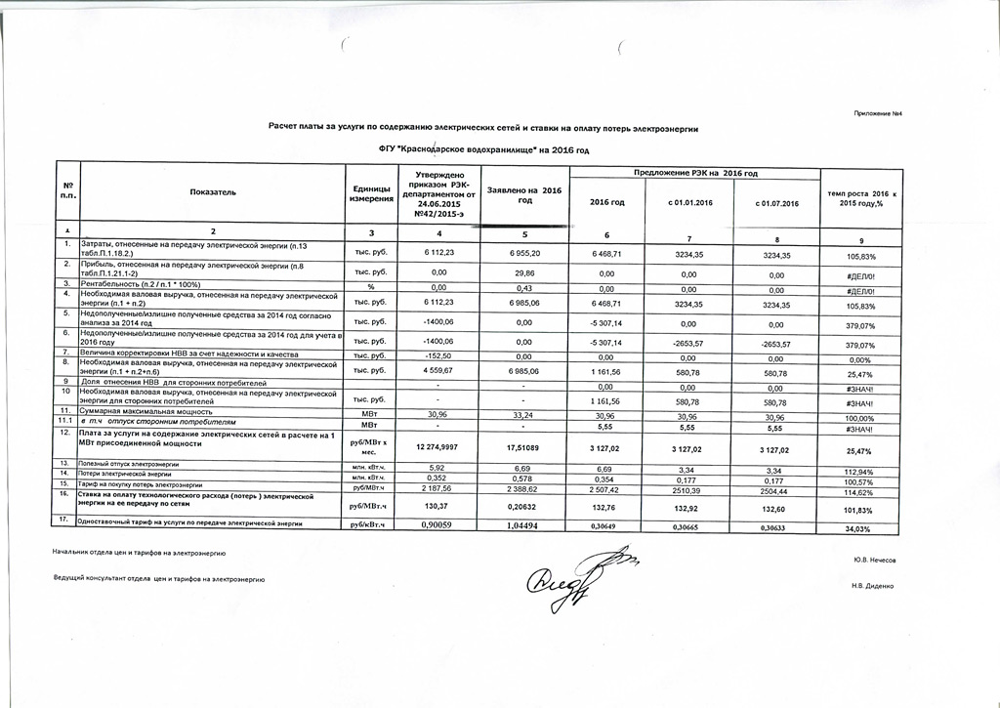 Приложение №4
Расчет платы за услуги по содержанию электрических сетей и ставки на оплату потерь электроэнергии
ФГУ "Краснодарское водохранилище" на 2016 год
№ п.п. Показатель Единицы измерения Утверждено приказом РЭК-департаментом от 24.06.2015 №42/2015-э Заявлено на 2016 год Предложение РЭК на 2016 год темп роста 2016 к 2015 году,%
2016 год с 01.01.2016 с 01.07.2016
1 2 3 4 5 6 7 8 9
1. Затраты, отнесенные на передачу электрической энергии (п.13 табл.П.1.18.2.) тыс. руб. 6 112,23 6 955,20 6 468,71 3234,35 3234,35 105,83%
2. Прибыль, отнесенная на передачу электрической энергии (п.8 табл.П.1.21.1-2) тыс. руб. 0,00 29,86 0,00 0,00 0,00 #ДЕЛ/0!
3. Рентабельность (п.2 / п.1 * 100%) % 0,00 0,43 0,00 0,00 0,00 #ДЕЛ/0!
4. Необходимая валовая выручка, отнесенная на передачу электрической энергии (п.1 + п.2) тыс. руб. 6 112,23 6 985,06 6 468,71 3234,35 3234,35 105,83%
5. Недополученные/излишне полученные средства за 2014 год согласно анализа за 2014 год тыс. руб. -1400,06 0,00 -5 307,14 0,00 0,00 379,07%
6. Недополученные/излишне полученные средства за 2014 год для учета в 2016 году тыс. руб. -1400,06 0,00 -5 307,14 -2653,57 -2653,57 379,07%
7. Величина корректировки НВВ за счет надежности и качества тыс. руб. -152,50 0,00 0,00 0,00 0,00 0,00%
8. Необходимая валовая выручка, отнесенная на передачу электрической энергии (п.1 + п.2+п.6) тыс. руб. 4 559,67 6 985,06 1 161,56 580,78 580,78 25,47%
9 Доля отнесения НВВ для сторонних потребителей - - 0,00 0,00 0,00 #ЗНАЧ!
10 Необходимая валовая выручка, отнесенная на передачу электрической энергии для сторонних потребителей тыс. руб. - - 1 161,56 580,78 580,78 #ЗНАЧ!
11. Суммарная максимальная мощность МВт 30,96 33,24 30,96 30,96 30,96 100,00%
11.1 в т.ч отпуск сторонним потребителям МВт - - 5,55 5,55 5,55 #ЗНАЧ!
12. Плата за услуги на содержание электрических сетей в расчете на 1 МВт присоединенной мощности руб/МВт х мес. 12 274,9997 17,51089 3 127,02 3 127,02 3 127,02 25,47%
13. Полезный отпуск электроэнергии млн. кВт.ч. 5,92 6,69 6,69 3,34 3,34 112,94%
14. Потери электрической энергии млн. кВт.ч. 0,352 0,578 0,354 0,177 0,177 100,57%
15. Тариф на покупку потерь электроэнергии руб/МВт.ч 2 187,56 2 388,62 2 507,42 2510,39 2504,44 114,62%
16. Ставка на оплату технологического расхода (потерь ) электрической энергии на ее передачу по сетям руб/МВт.ч 130,37 0,20632 132,76 132,92 132,60 101,83%
17. Одноставочный тариф на услуги по передаче электрической энергии руб/кВт.ч 0,90059 1,04494 0,30649 0,30665 0,30633 34,03%
Начальник отдела цен и тарифов на электроэнергию Ю.В. Нечесов
Ведущий консультант отдела цен и тарифов на электроэнергию Н.В. Диденко